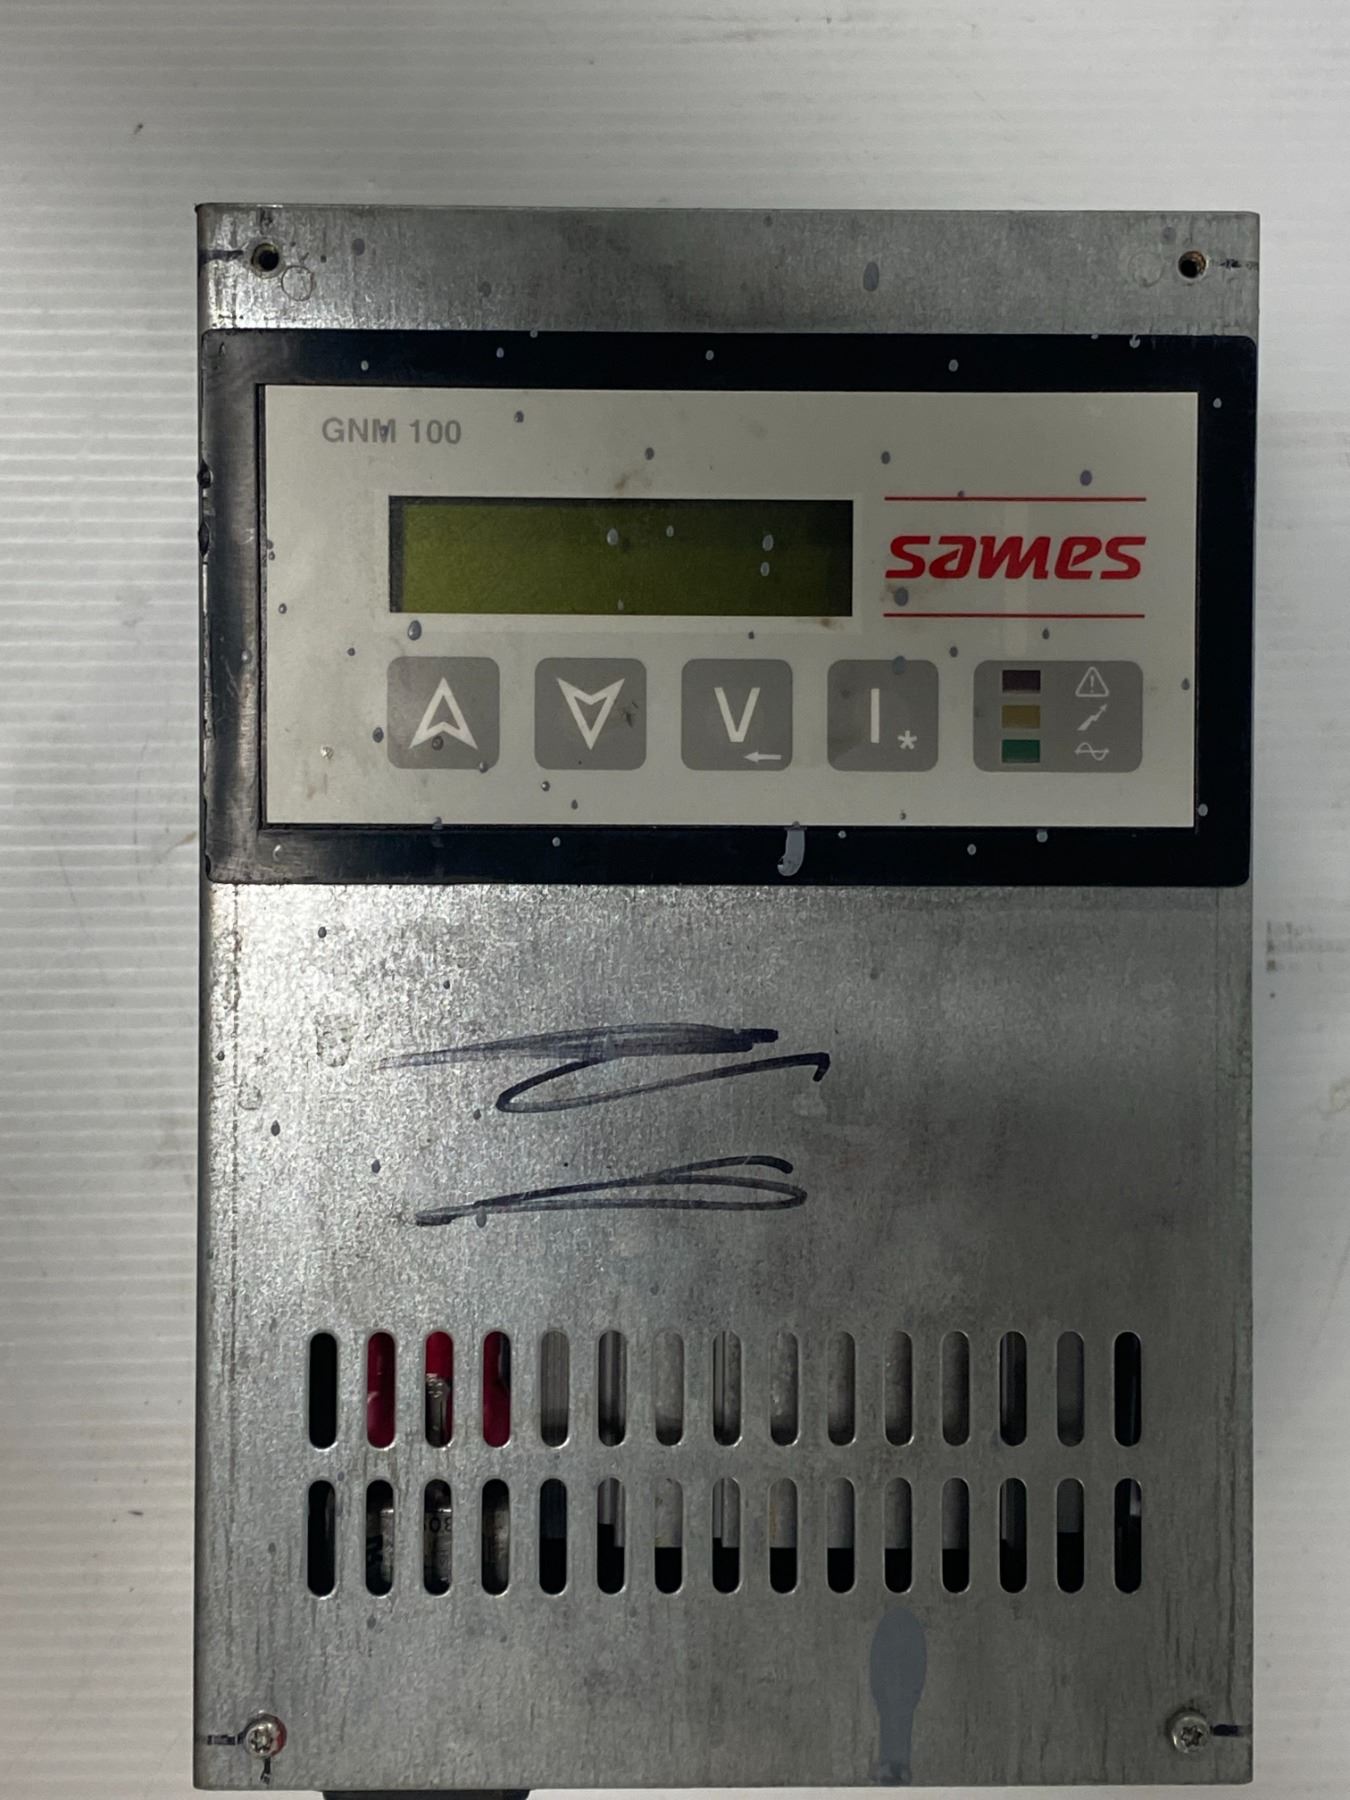 GNM 100
sames
V
I*